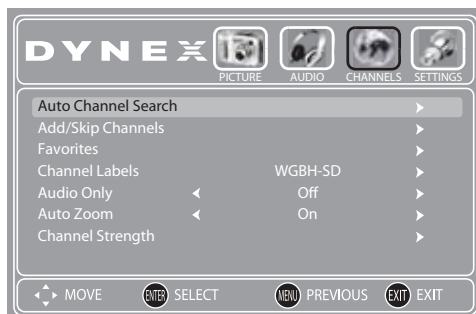 DYNEX
PICTURE AUDIO CHANNELS SETTINGS
Auto Channel Search
Add/Skip Channels
Favorites
Channel Labels WGBH-SD
Audio Only Off
Auto Zoom On
Channel Strength
MOVE ENTER SELECT MENU PREVIOUS EXIT EXIT